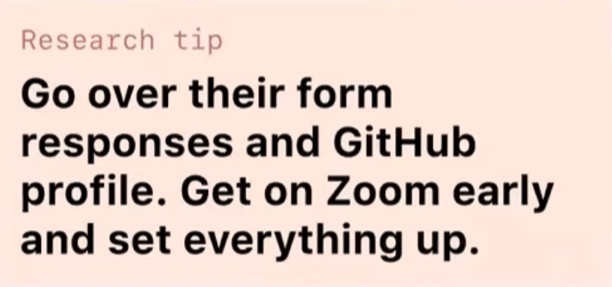 Research tip
Go over their form
responses and GitHub
profile. Get on Zoom early
and set everything up.